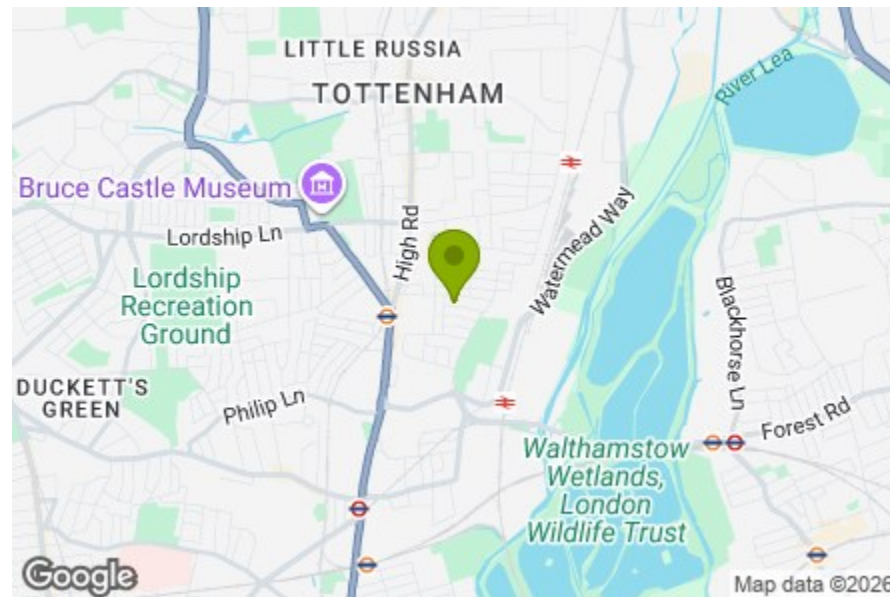 LITTLE RUSSIA
TOTTENHAM
River Lea
Bruce Castle Museum
Lordship Ln
High Rd
Watermead Way
Lordship
Recreation
Ground
Blackhorse Ln
DUCKETT'S
GREEN
Philip Ln
Forest Rd
Walthamstow
Wetlands,
London
Wildlife Trust
Google
Map data ©2026